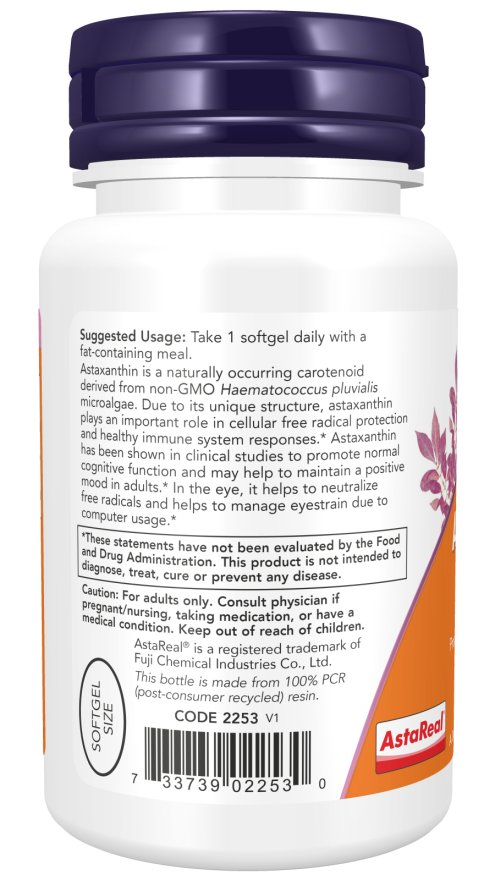 Suggested Usage: Take 1 softgel daily with a
fat-containing meal.
Astaxanthin is a naturally occurring carotenoid
derived from non-GMO Haematococcus pluvialis
microalgae. Due to its unique structure, astaxanthin
plays an important role in cellular free radical protection
and healthy immune system responses.* Astaxanthin
has been shown in clinical studies to promote normal
cognitive function and may help to maintain a positive
mood in adults.* In the eye, it helps to neutralize
free radicals and helps to manage eyestrain due to
computer usage.*
*These statements have not been evaluated by the Food
and Drug Administration. This product is not intended to
diagnose, treat, cure or prevent any disease.
Caution: For adults only. Consult physician if
pregnant/nursing, taking medication, or have a
medical condition. Keep out of reach of children.
AstaReal® is a registered trademark of
Fuji Chemical Industries Co., Ltd.
This bottle is made from 100% PCR
(post-consumer recycled) resin.
CODE 2253 V1
SOFTGEL
SIZE
7 33739 02253 0
AstaReal